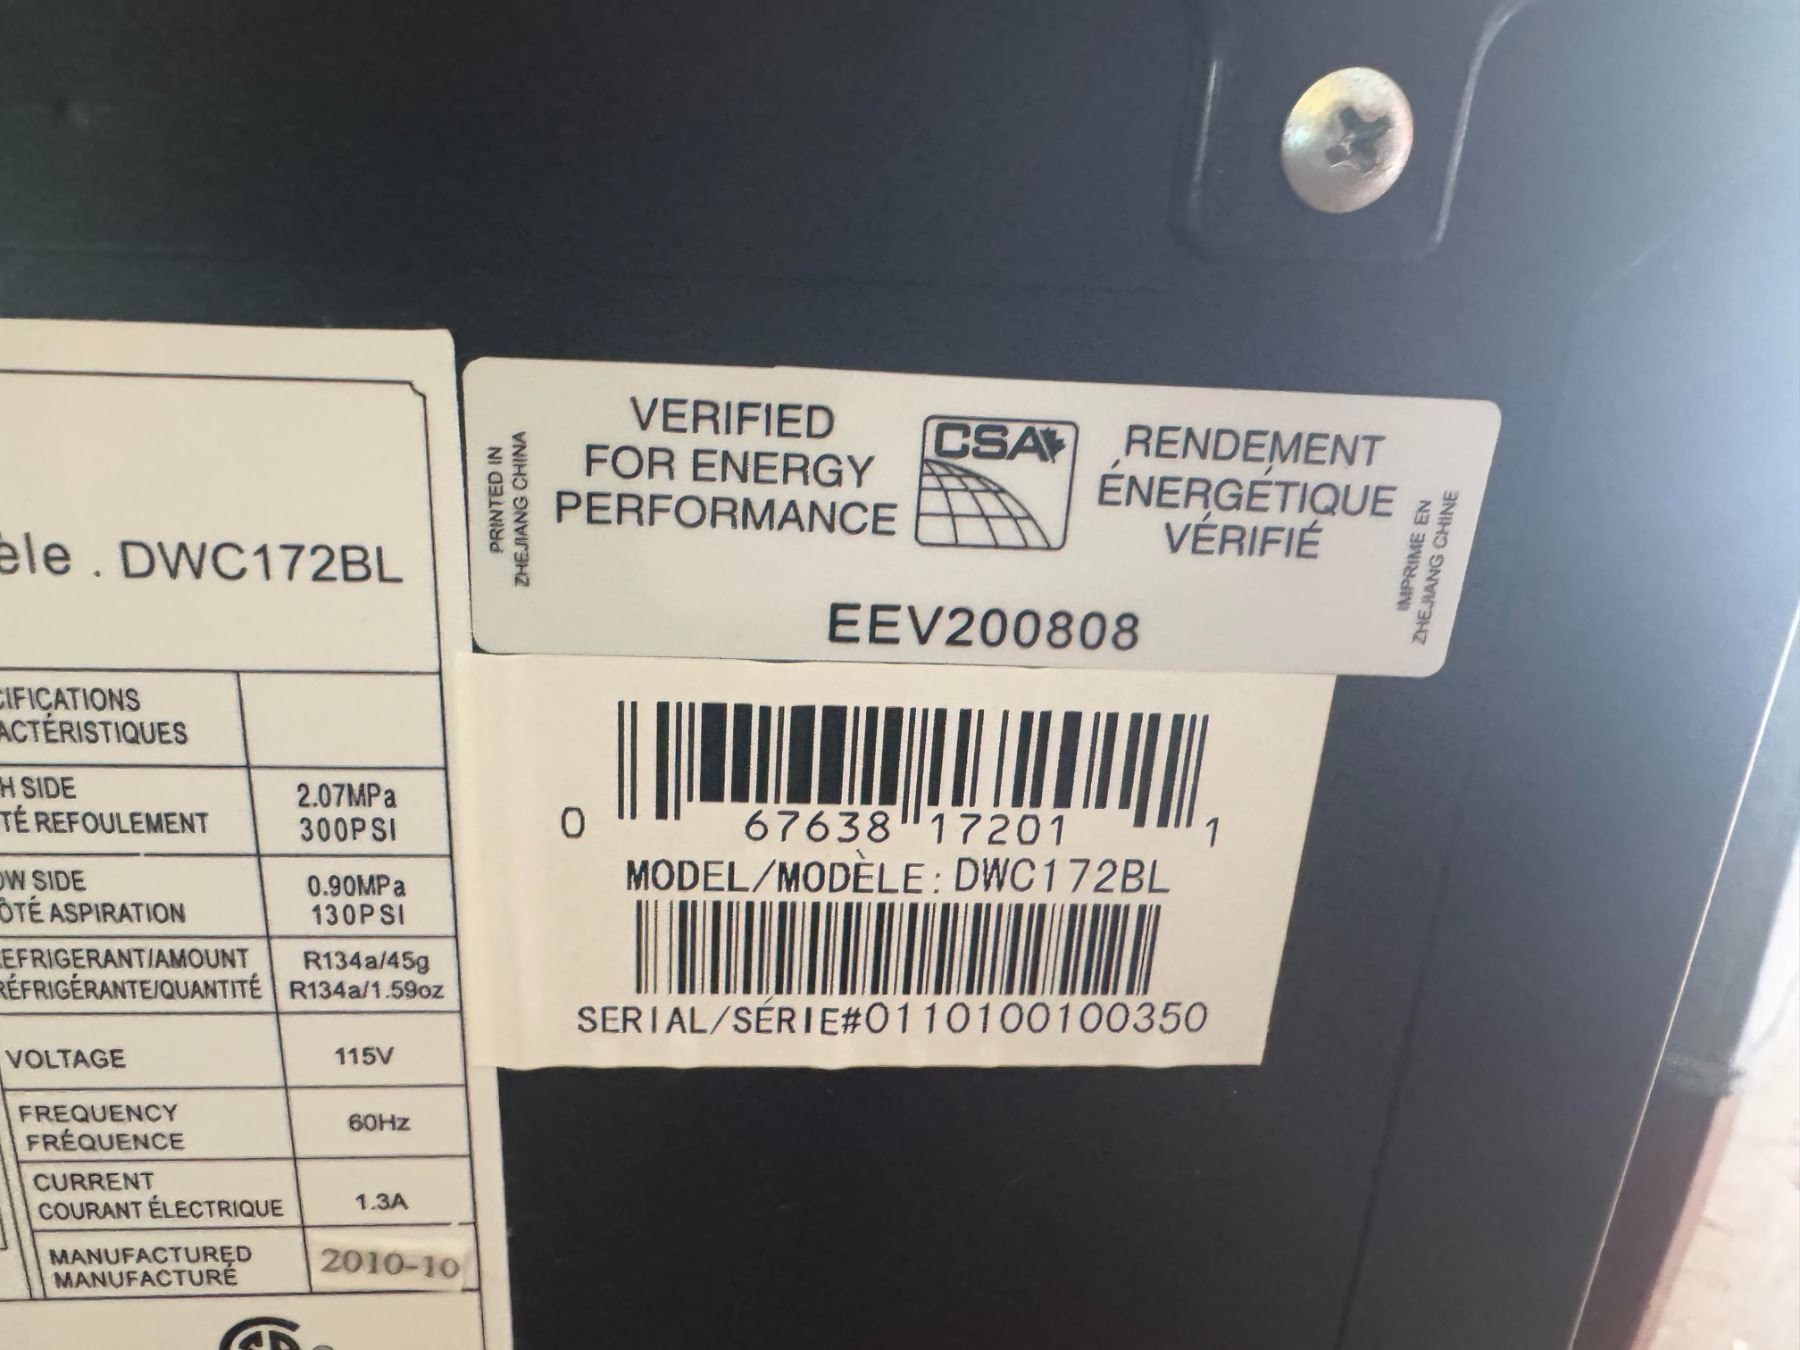 èle . DWC172BL
CIFICATIONS
ACTÉRISTIQUES
H SIDE
TÉ REFOULEMENT
2.07MPa
300PSI
OW SIDE
ÔTÉ ASPIRATION
0.90MPa
130PSI
EFRIGERANT/AMOUNT
RÉFRIGÉRANTE/QUANTITÉ
R134a/45g
R134a/1.59oz
VOLTAGE
115V
FREQUENCY
FRÉQUENCE
60Hz
CURRENT
COURANT ÉLECTRIQUE
1.3A
MANUFACTURED
MANUFACTURÉ
2010-10
PRINTED IN
ZHEJIANG CHINA
VERIFIED
FOR ENERGY
PERFORMANCE
CSA
RENDEMENT
ÉNERGÉTIQUE
VÉRIFIÉ
IMPRIME EN
ZHEJIANG CHINE
EEV200808
0 67638 17201 1
MODEL/MODÈLE: DWC172BL
SERIAL/SÉRIE#0110100100350